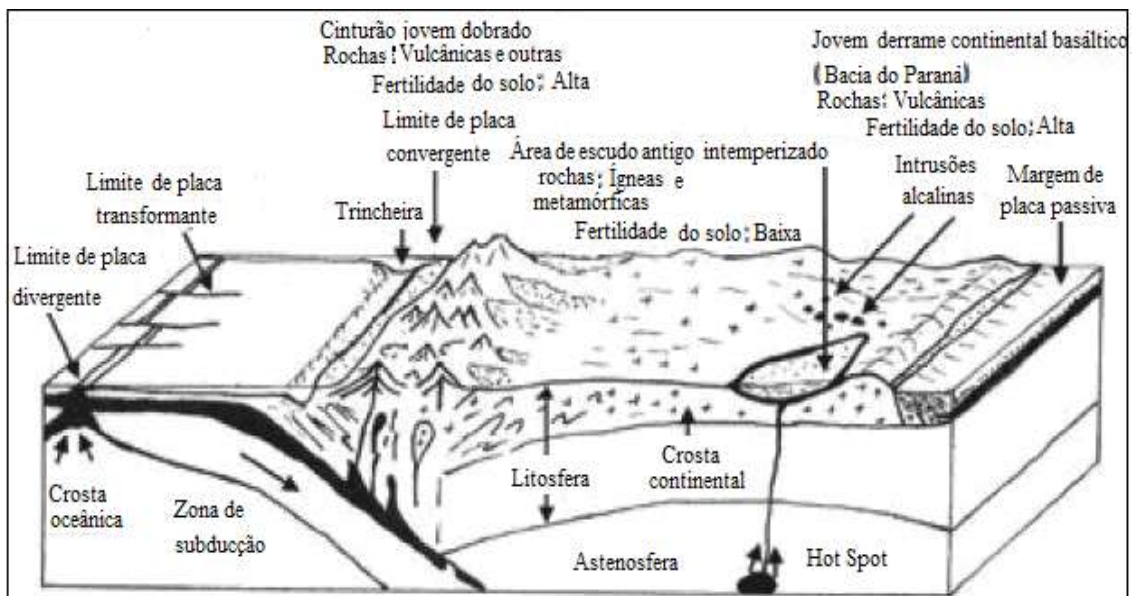 Cinturão jovem dobrado
Rochas: Vulcânicas e outras
Fertilidade do solo: Alta
Limite de placa
convergente
Jovem derrame continental basáltico
(Bacia do Paraná)
Rochas: Vulcânicas
Fertilidade do solo: Alta
Área de escudo antigo intemperizado
rochas: Ígneas e
metamórficas
Fertilidade do solo: Baixa
Intrusões
alcalinas
Margem de
placa passiva
Limite de placa
transformante
Trincheira
Limite de placa
divergente
Crosta
oceânica
Zona de
subducção
Litosfera
Crosta
continental
Astenosfera
Hot Spot